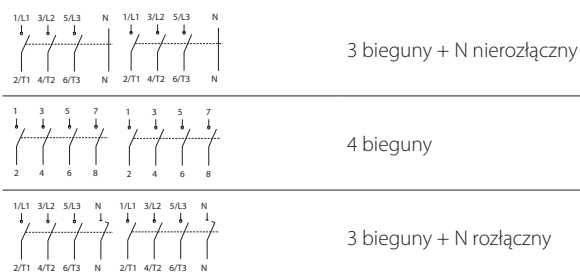 1/L1 3/L2 5/L3 N 1/L1 3/L2 5/L3 N
3 bieguny + N nierozłączny
2/T1 4/T2 6/T3 N 2/T1 4/T2 6/T3 N
1 3 5 7 1 3 5 7
4 bieguny
2 4 6 8 2 4 6 8
1/L1 3/L2 5/L3 N 1/L1 3/L2 5/L3 N
3 bieguny + N rozłączny
2/T1 4/T2 6/T3 N 2/T1 4/T2 6/T3 N